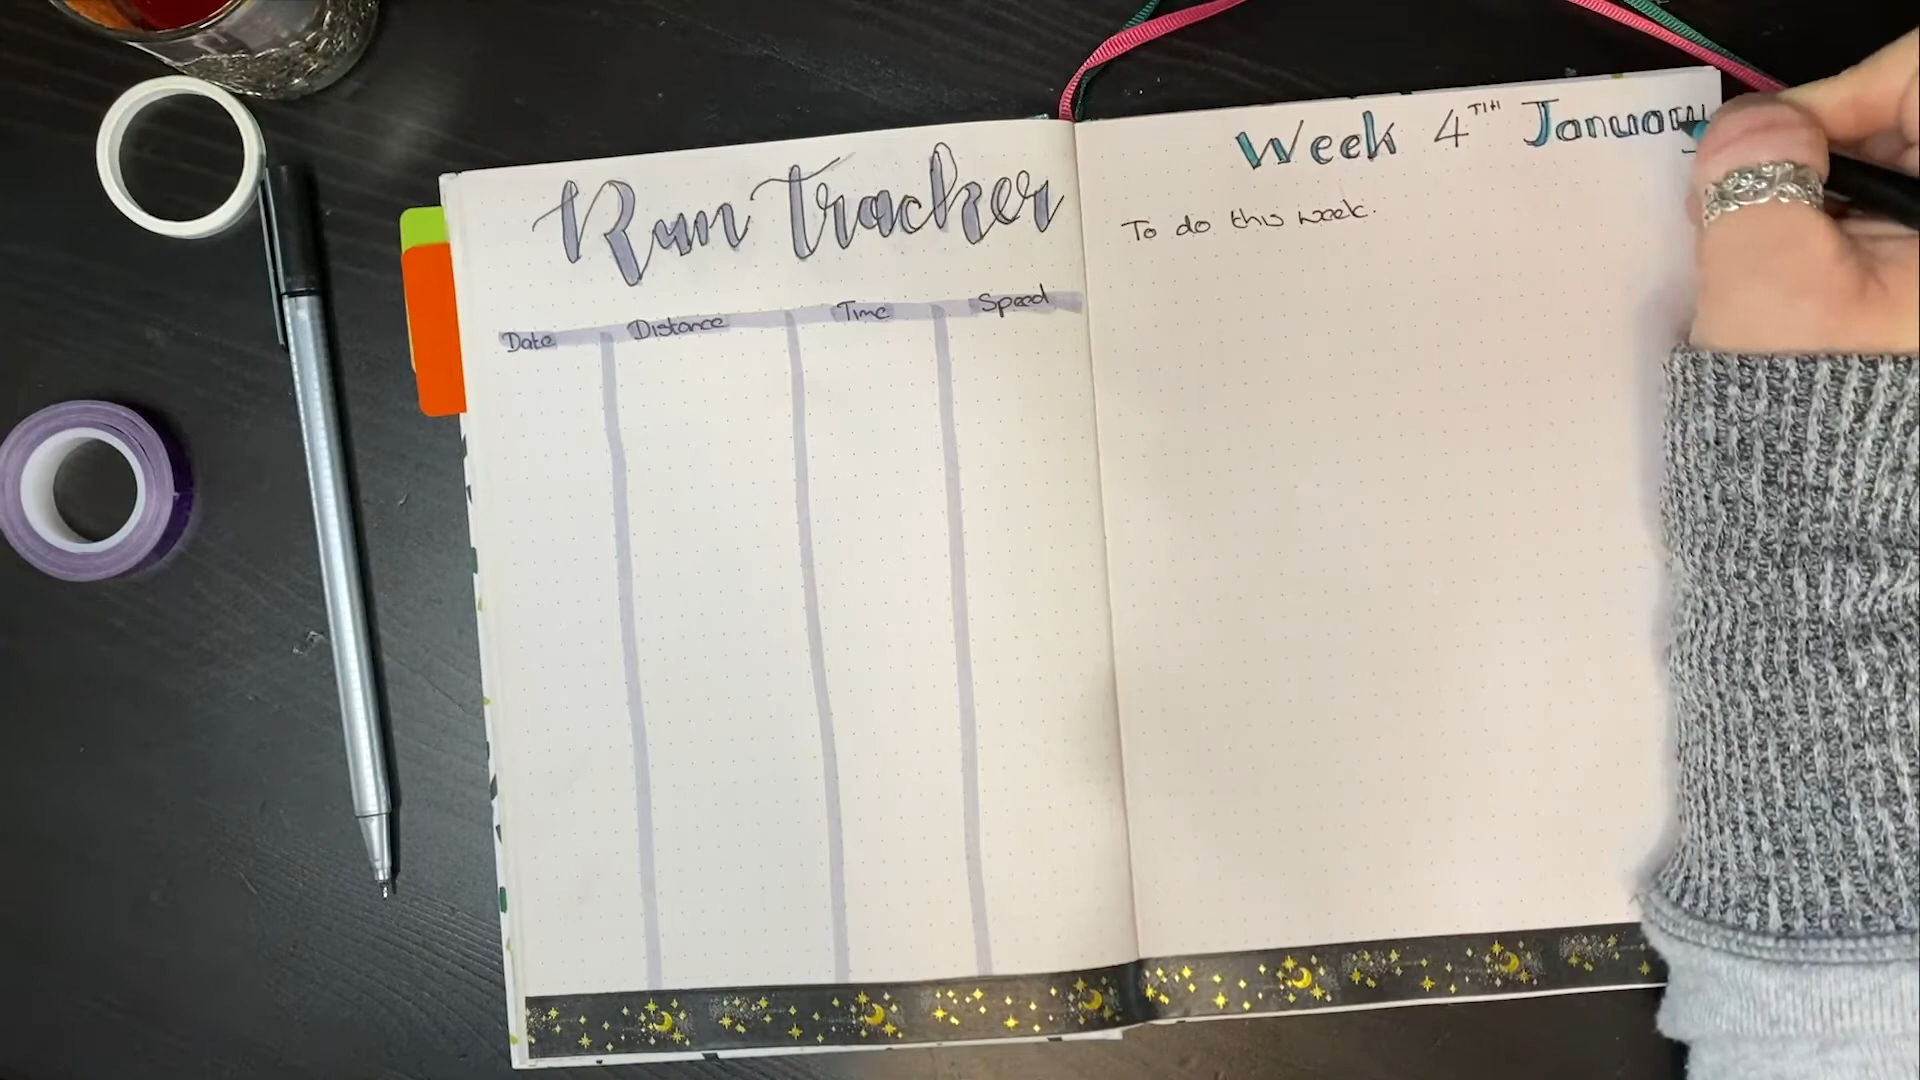 Run Tracker
Date Distance Time Speed
Week 4TH January
To do this week.